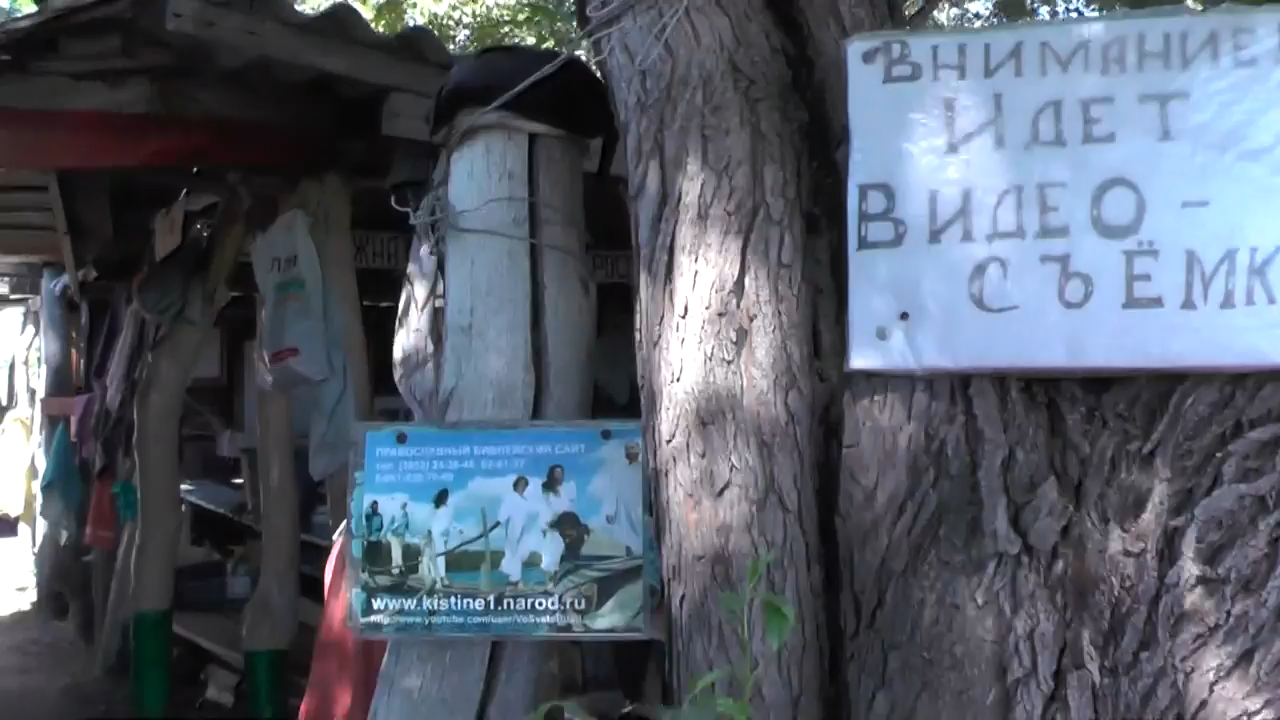 ВНИМАНИЕ
ИДЕТ
ВИДЕО-
СЪЁМК
ПРАВОСЛАВНЫЙ БИБЛЕЙСКИЙ САЙТ
www.kistine1.narod.ru